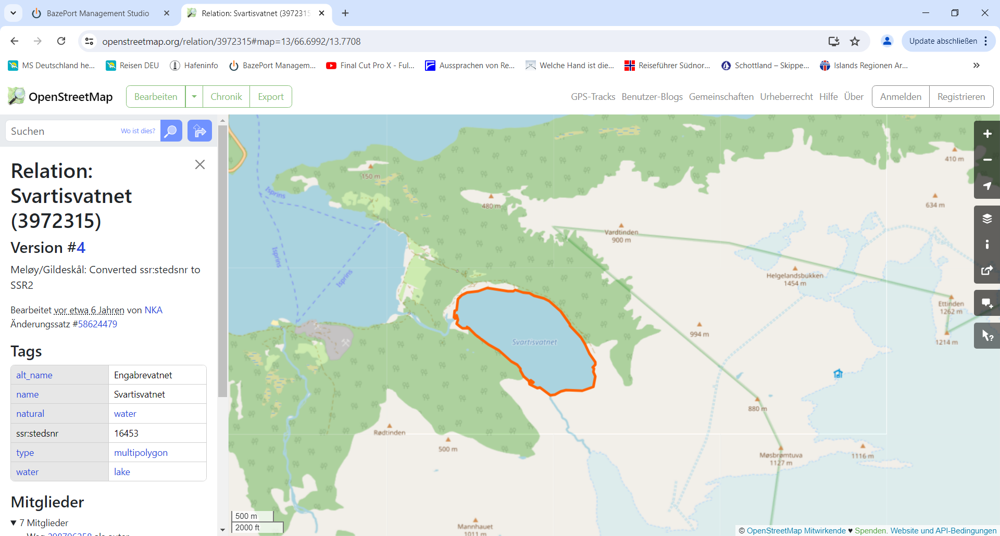 BazePort Management Studio
Relation: Svartisvatnet (3972315
openstreetmap.org/relation/3972315#map=13/66.6992/13.7708
Update abschließen
MS Deutschland he...
Reisen DEU
Hafeninfo
BazePort Managem...
Final Cut Pro X - Ful...
Aussprachen von Re...
Welche Hand ist die...
Reiseführer Südnor...
Schottland – Skippe...
Islands Regionen Ar...
OpenStreetMap
Bearbeiten
Chronik
Export
GPS-Tracks
Benutzer-Blogs
Gemeinschaften
Urheberrecht
Hilfe
Über
Anmelden
Registrieren
Suchen
Wo ist dies?
Relation:
Svartisvatnet
(3972315)
Version #4
Meløy/Gildeskål: Converted ssr:stedsnr to
SSR2
Bearbeitet vor etwa 6 Jahren von NKA
Änderungssatz #58624479
Tags
alt_name Engabrevatnet
name Svartisvatnet
natural water
ssr:stedsnr 16453
type multipolygon
water lake
Mitglieder
▼ 7 Mitglieder
Weg 298706258 als outer
150 m
Isprins
480 m
Isprins
Isprins
Vardtinden
900 m
410 m
634 m
Helgelandsbukken
1454 m
Ettinden
1262 m
994 m
1214 m
Svartisvatnet
880 m
Rødtinden
500 m
Møsbrømtuva
1127 m
1116 m
Mannhauet
1011 m
500 m
2000 ft
© OpenStreetMap Mitwirkende ♥ Spenden. Website und API-Bedingungen